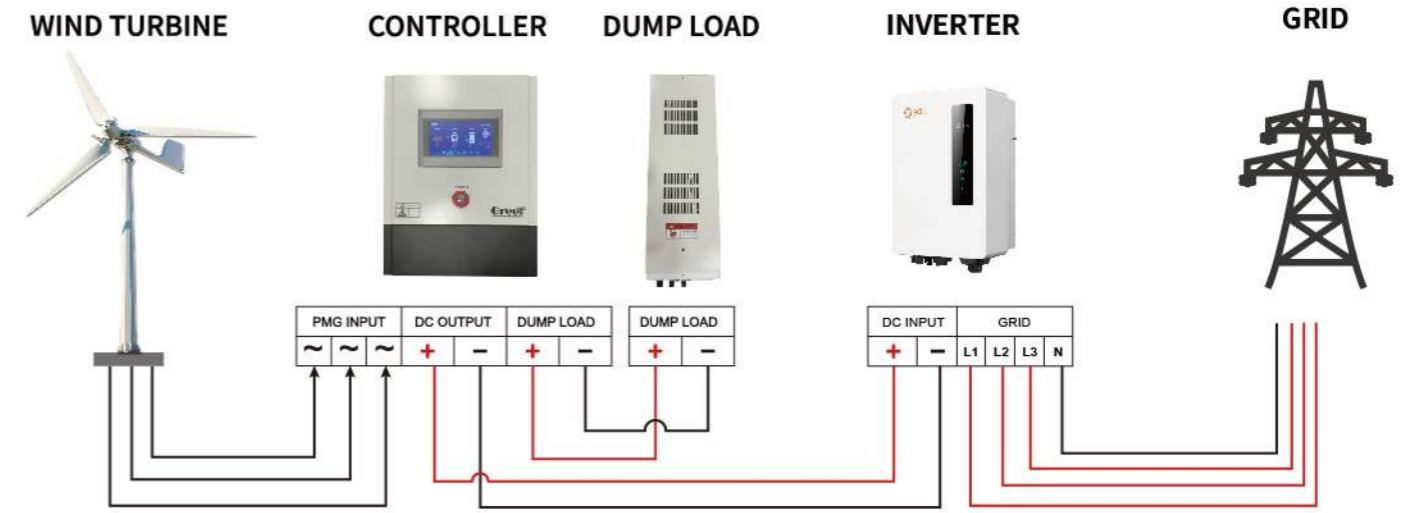 WIND TURBINE
CONTROLLER
DUMP LOAD
INVERTER
GRID
PMG INPUT
DC OUTPUT
DUMP LOAD
DUMP LOAD
DC INPUT
GRID
~ ~ ~ + − + −
+ −
+ − L1 L2 L3 N